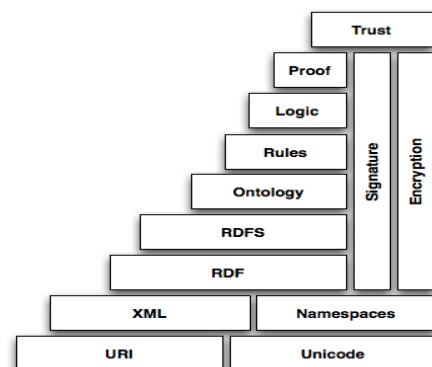 Trust
Proof
Logic
Rules
Ontology
RDFS
RDF
Signature
Encryption
XML
Namespaces
URI
Unicode